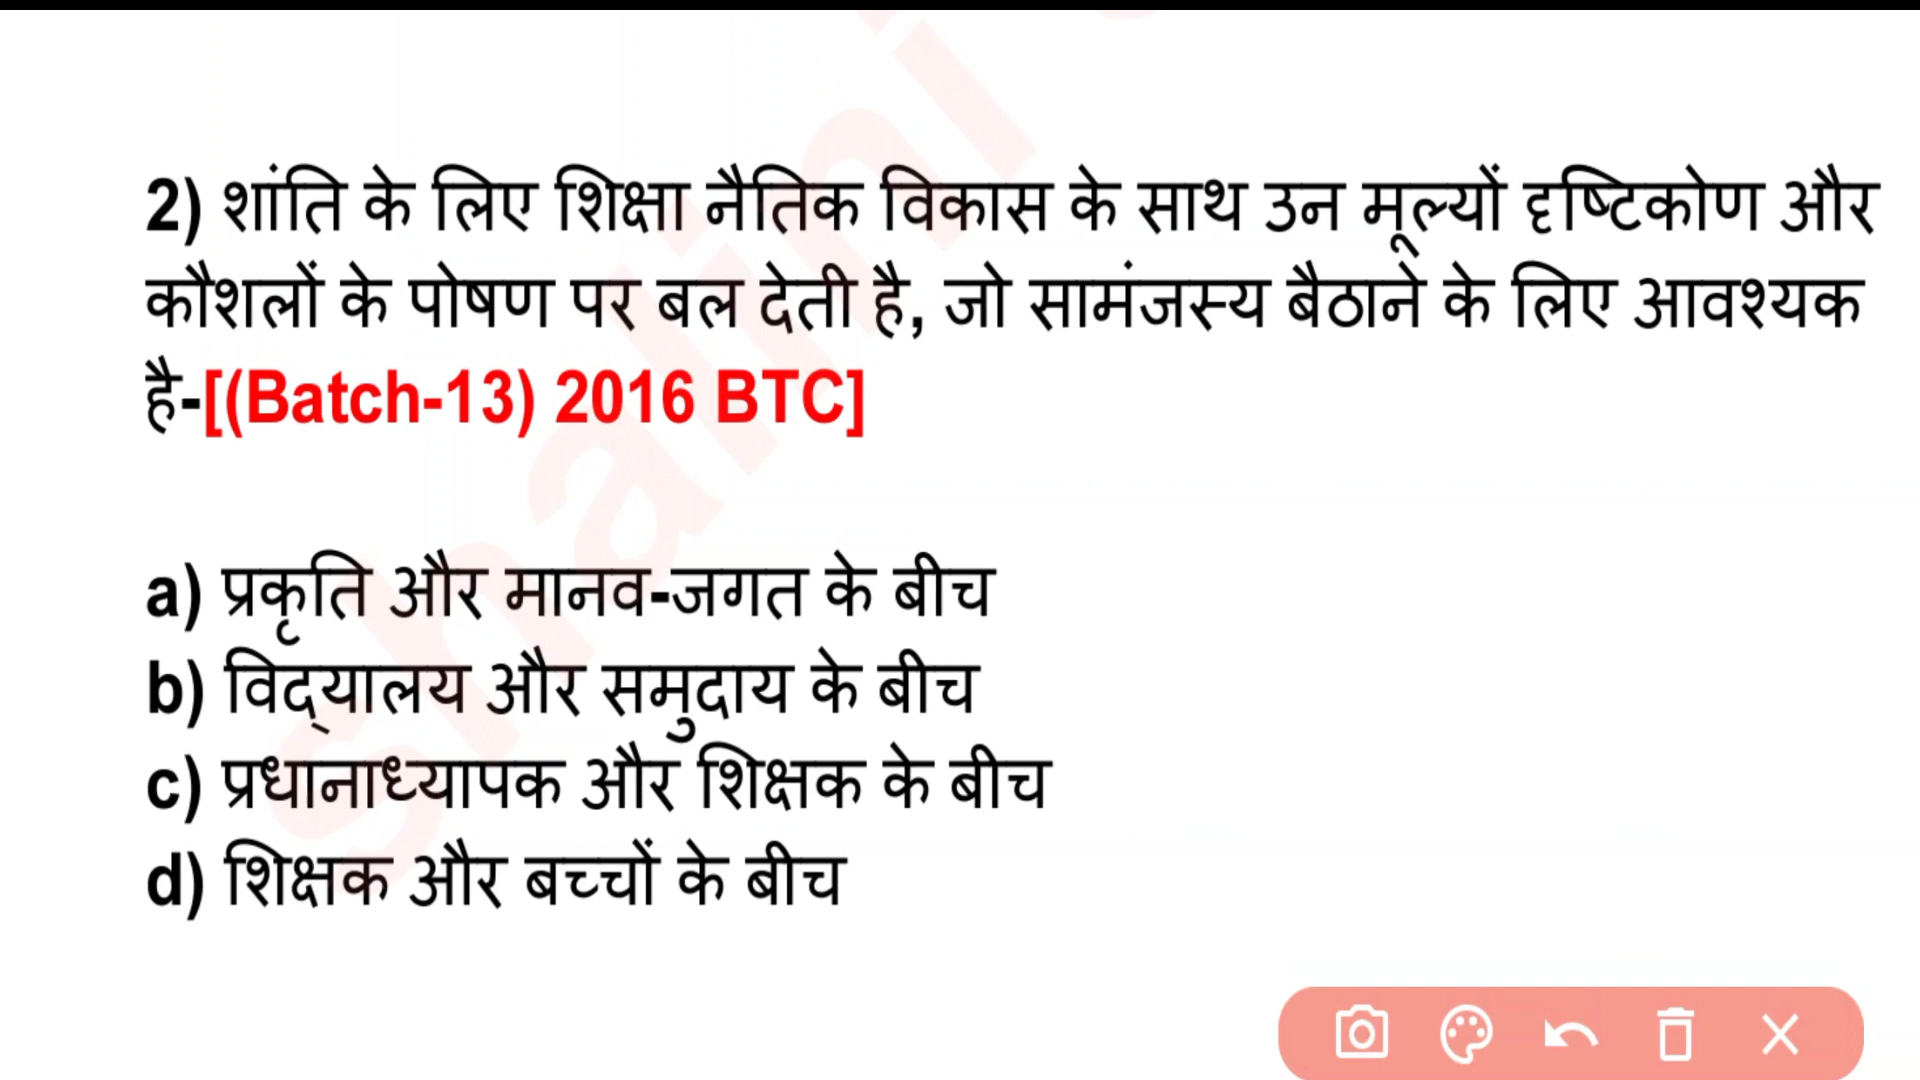 2) शांति के लिए शिक्षा नैतिक विकास के साथ उन मूल्यों दृष्टिकोण और
कौशलों के पोषण पर बल देती है, जो सामंजस्य बैठाने के लिए आवश्यक
है-[(Batch-13) 2016 BTC]
a) प्रकृति और मानव-जगत के बीच
b) विद्यालय और समुदाय के बीच
c) प्रधानाध्यापक और शिक्षक के बीच
d) शिक्षक और बच्चों के बीच
shalini